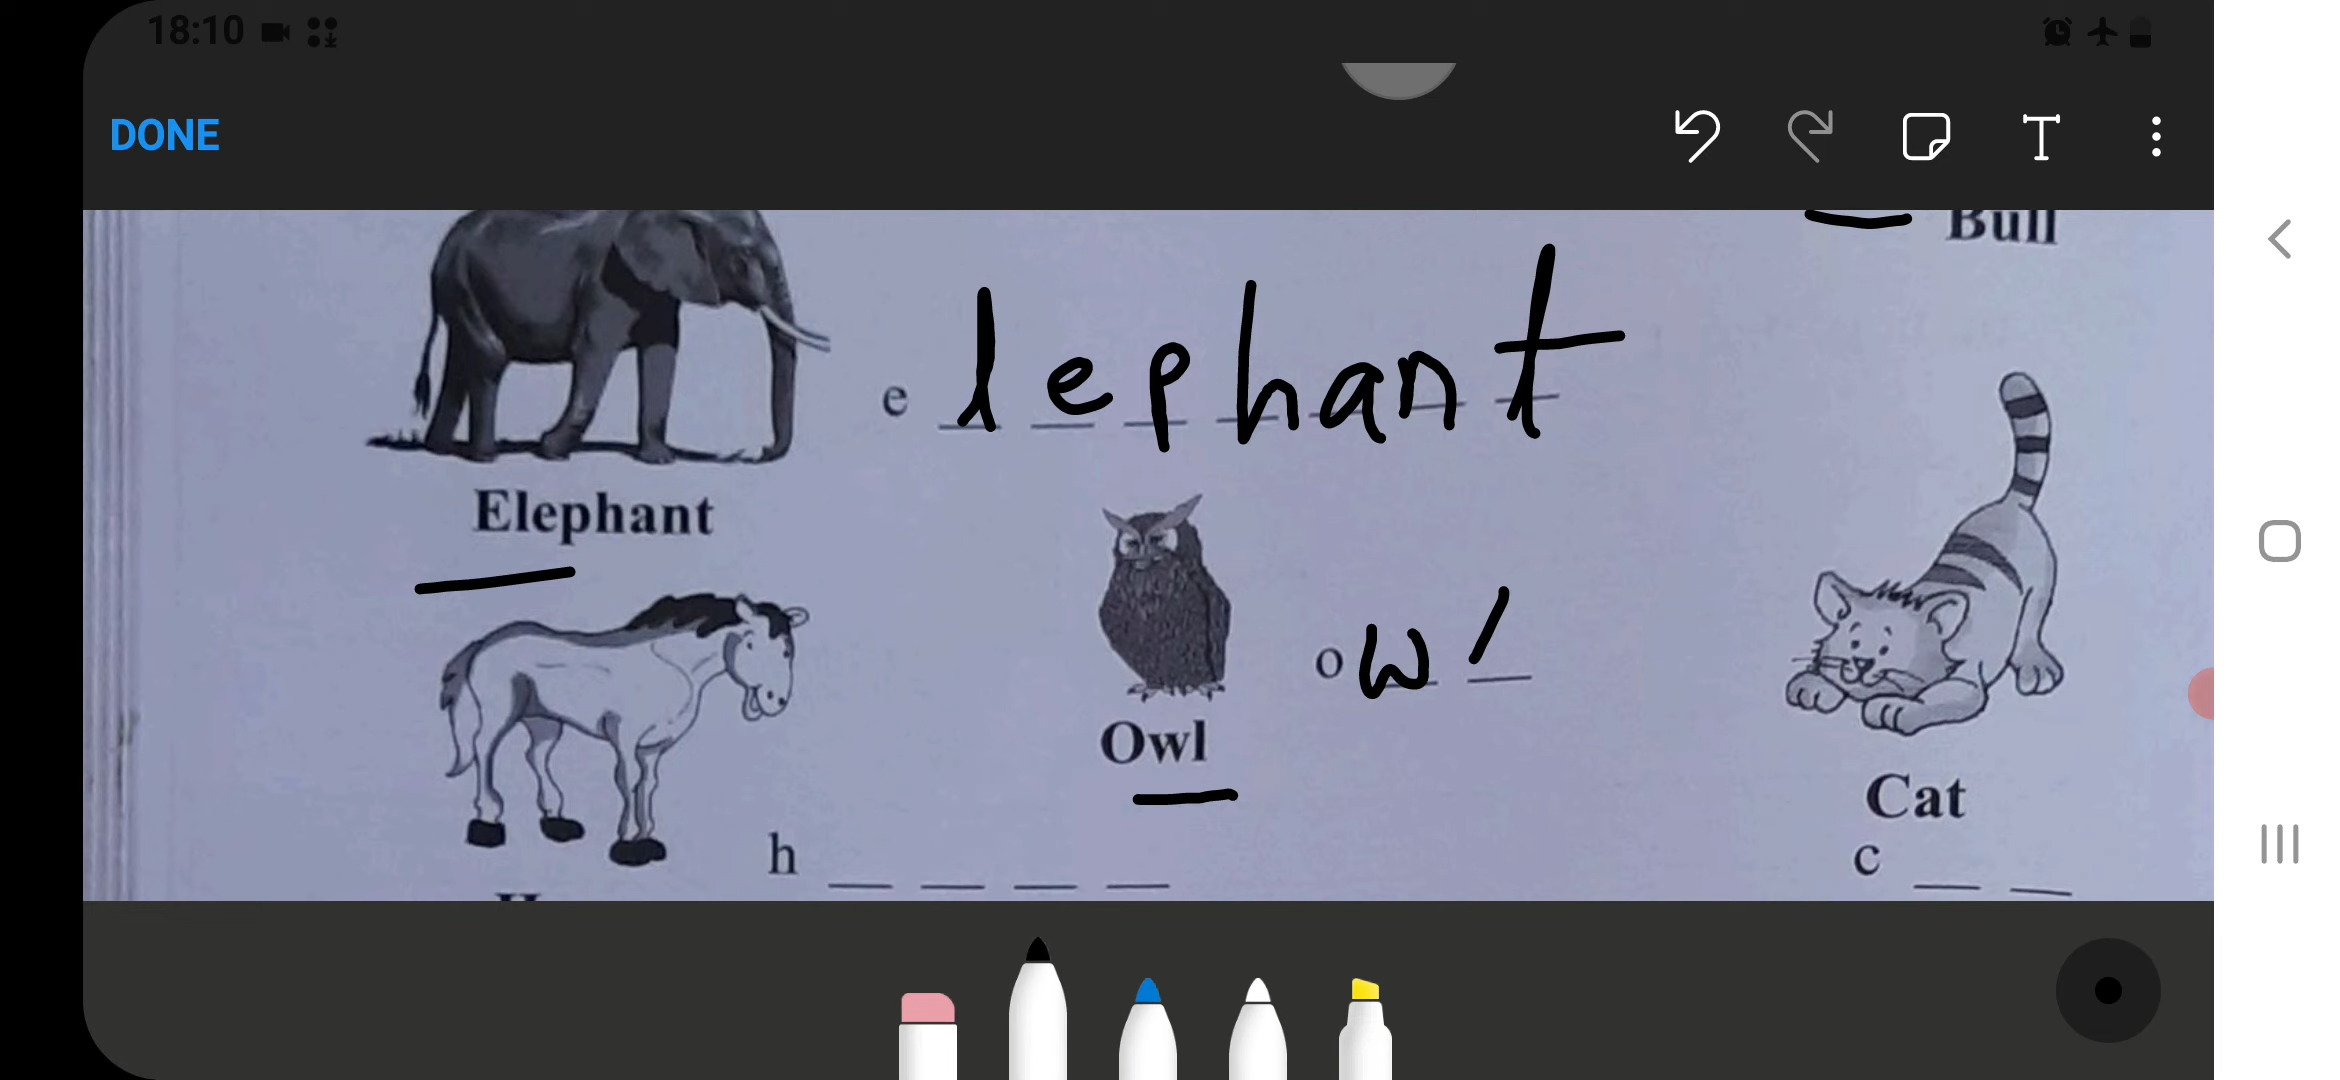 18:10
DONE
T
Bull
e lephant
Elephant
o w
Owl
Cat
h _ _ _ _
c _ _